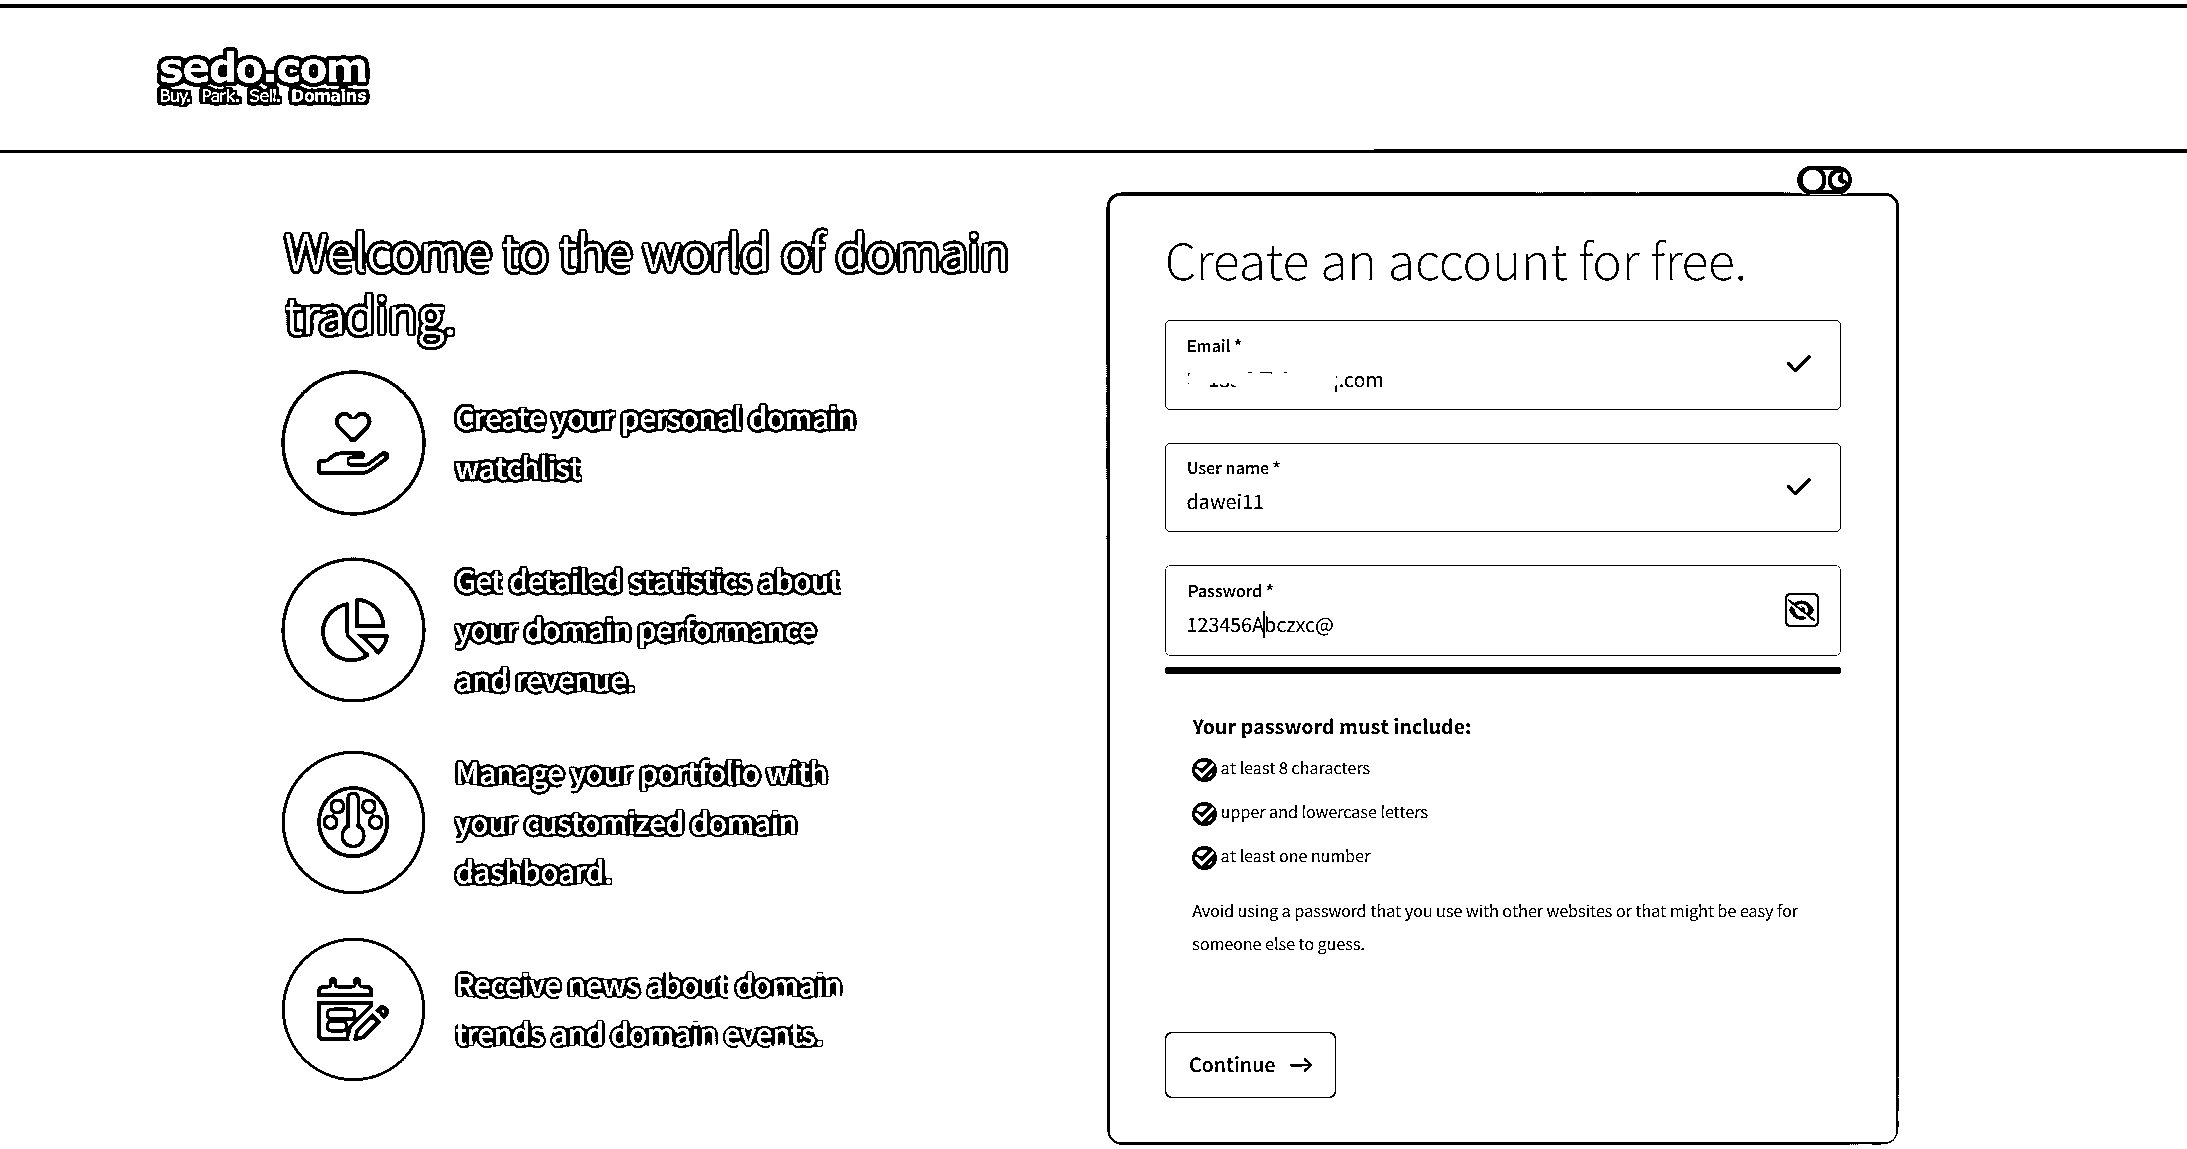 sedo.com
Buy. Park. Sell. Domains
Welcome to the world of domain
trading.
Create your personal domain
watchlist
Get detailed statistics about
your domain performance
and revenue.
Manage your portfolio with
your customized domain
dashboard.
Receive news about domain
trends and domain events.
Create an account for free.
Email *
.com
User name *
dawei11
Password *
123456Abczxc@
Your password must include:
at least 8 characters
upper and lowercase letters
at least one number
Avoid using a password that you use with other websites or that might be easy for
someone else to guess.
Continue →